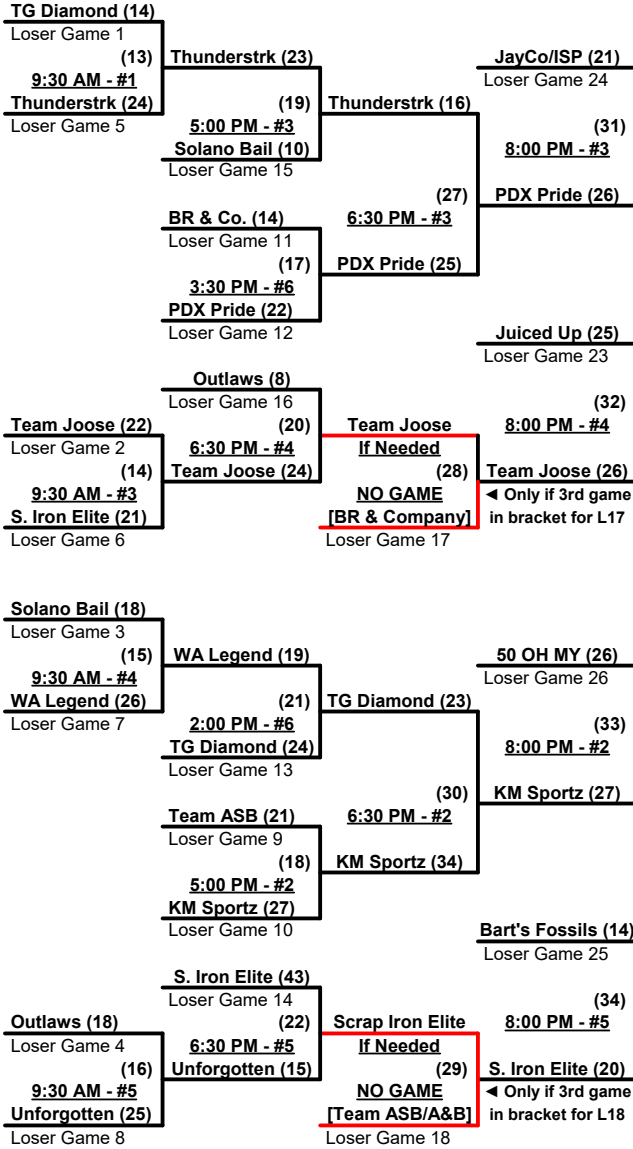 TG Diamond (14)
Loser Game 1
(13)
9:30 AM - #1
Thunderstrk (24)
Loser Game 5
Thunderstrk (23)
(19)
5:00 PM - #3
Solano Bail (10)
Loser Game 15
Thunderstrk (16)
(27)
6:30 PM - #3
BR & Co. (14)
Loser Game 11
(17)
3:30 PM - #6
PDX Pride (22)
Loser Game 12
PDX Pride (25)
JayCo/ISP (21)
Loser Game 24
(31)
8:00 PM - #3
PDX Pride (26)
Juiced Up (25)
Loser Game 23
(32)
8:00 PM - #4
Team Joose (26)
◄ Only if 3rd game
in bracket for L17
Outlaws (8)
Loser Game 16
(20)
6:30 PM - #4
Team Joose (24)
Team Joose (22)
Loser Game 2
(14)
9:30 AM - #3
S. Iron Elite (21)
Loser Game 6
Team Joose
If Needed
(28)
NO GAME
[BR & Company]
Loser Game 17
Solano Bail (18)
Loser Game 3
(15)
9:30 AM - #4
WA Legend (26)
Loser Game 7
WA Legend (19)
(21)
2:00 PM - #6
TG Diamond (24)
Loser Game 13
TG Diamond (23)
(30)
6:30 PM - #2
Team ASB (21)
Loser Game 9
(18)
5:00 PM - #2
KM Sportz (27)
Loser Game 10
KM Sportz (34)
50 OH MY (26)
Loser Game 26
(33)
8:00 PM - #2
KM Sportz (27)
Bart's Fossils (14)
Loser Game 25
(34)
8:00 PM - #5
S. Iron Elite (20)
◄ Only if 3rd game
in bracket for L18
S. Iron Elite (43)
Loser Game 14
(22)
6:30 PM - #5
Unforgotten (15)
Outlaws (18)
Loser Game 4
(16)
9:30 AM - #5
Unforgotten (25)
Loser Game 8
Scrap Iron Elite
If Needed
(29)
NO GAME
[Team ASB/A&B]
Loser Game 18